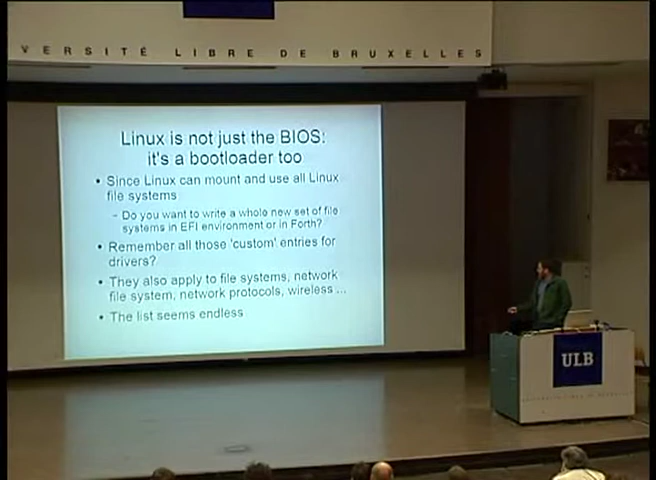 VERSITÉ LIBRE DE BRUXELLES
Linux is not just the BIOS:
it's a bootloader too
• Since Linux can mount and use all Linux
file systems
- Do you want to write a whole new set of file
systems in EFI environment or in Forth?
• Remember all those 'custom' entries for
drivers?
• They also apply to file systems, network
file system, network protocols, wireless ...
• The list seems endless
ULB